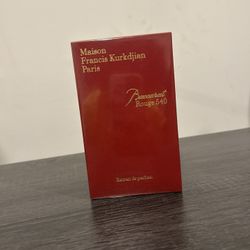 Maison
Francis Kurkdjian
Paris
Baccarat
Rouge 540
Extrait de parfum